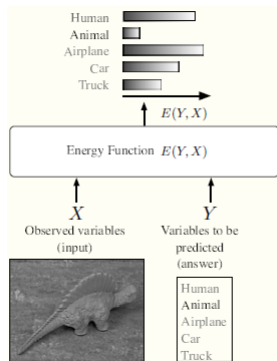 Human
Animal
Airplane
Car
Truck
E(Y, X)
Energy Function E(Y, X)
X
Observed variables
(input)
Y
Variables to be
predicted
(answer)
Human
Animal
Airplane
Car
Truck